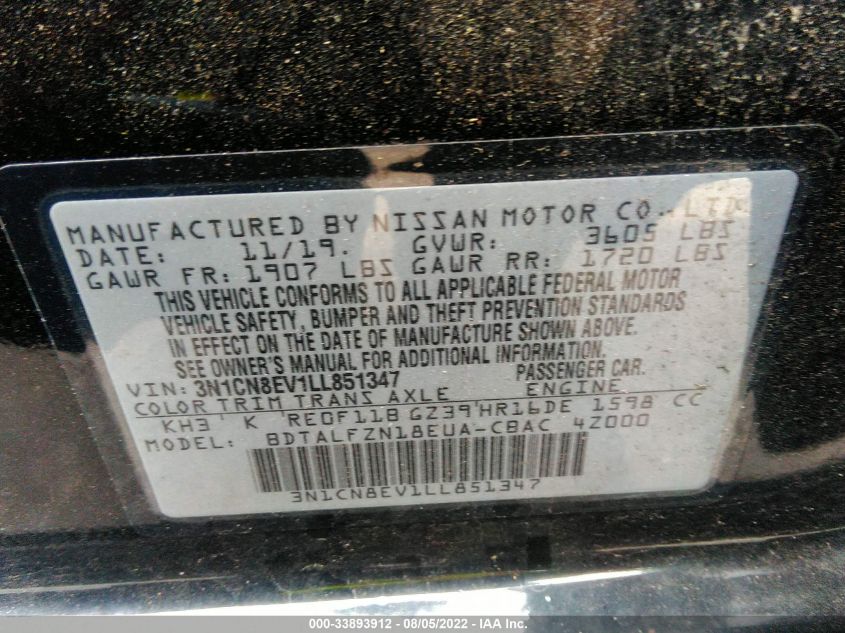 MANUFACTURED BY NISSAN MOTOR CO., LTD
DATE: 11/19. GVWR: 3605 LBS
GAWR FR: 1907 LBS GAWR RR: 1720 LBS
THIS VEHICLE CONFORMS TO ALL APPLICABLE FEDERAL MOTOR
VEHICLE SAFETY, BUMPER AND THEFT PREVENTION STANDARDS
IN EFFECT ON THE DATE OF MANUFACTURE SHOWN ABOVE.
SEE OWNER'S MANUAL FOR ADDITIONAL INFORMATION.
VIN: 3N1CN8EV1LL851347 PASSENGER CAR.
COLOR TRIM TRANS AXLE ENGINE
KH3 K RE0F11B GZ39 HR16DE 1598 CC
MODEL: BDTALFZN18EUA-CBAC 4Z000
3N1CN8EV1LL851347
000-33893912 - 08/05/2022 - IAA Inc.